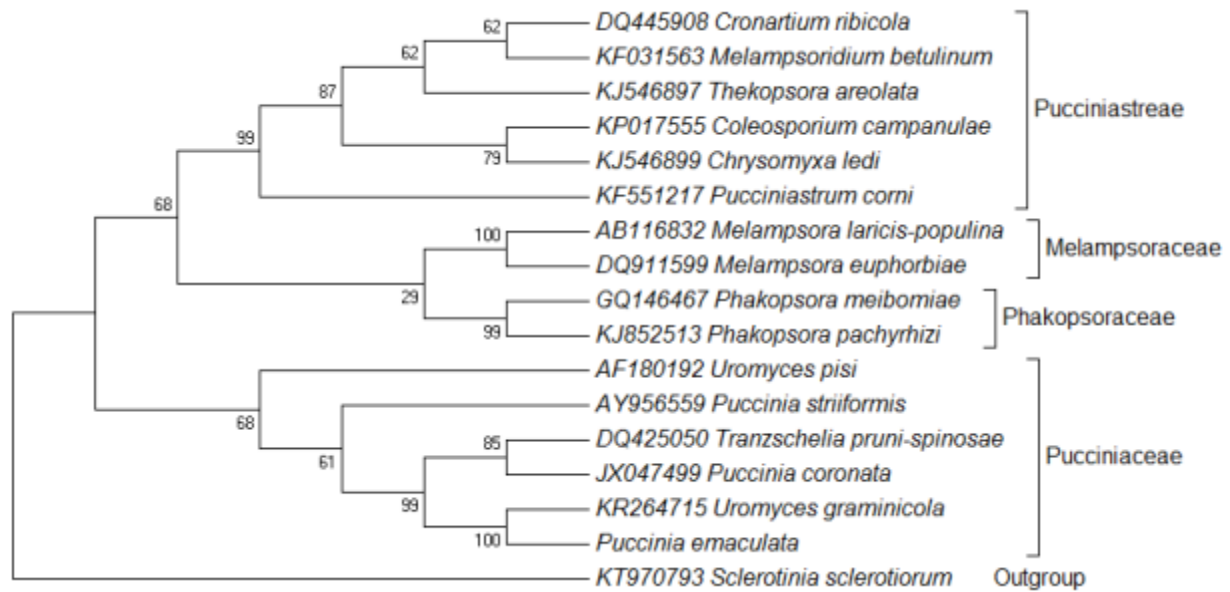 DQ445908 Cronartium ribicola
62
KF031563 Melampsoridium betulinum
62
KJ546897 Thekopsora areolata
87
Pucciniastreae
KP017555 Coleosporium campanulae
99
79
KJ546899 Chrysomyxa ledi
KF551217 Pucciniastrum corni
68
AB116832 Melampsora laricis-populina
100
Melampsoraceae
DQ911599 Melampsora euphorbiae
29
GQ146467 Phakopsora meibomiae
Phakopsoraceae
99
KJ852513 Phakopsora pachyrhizi
AF180192 Uromyces pisi
68
AY956559 Puccinia striiformis
61
DQ425050 Tranzschelia pruni-spinosae
85
Pucciniaceae
JX047499 Puccinia coronata
99
KR264715 Uromyces graminicola
100
Puccinia emaculata
KT970793 Sclerotinia sclerotiorum Outgroup